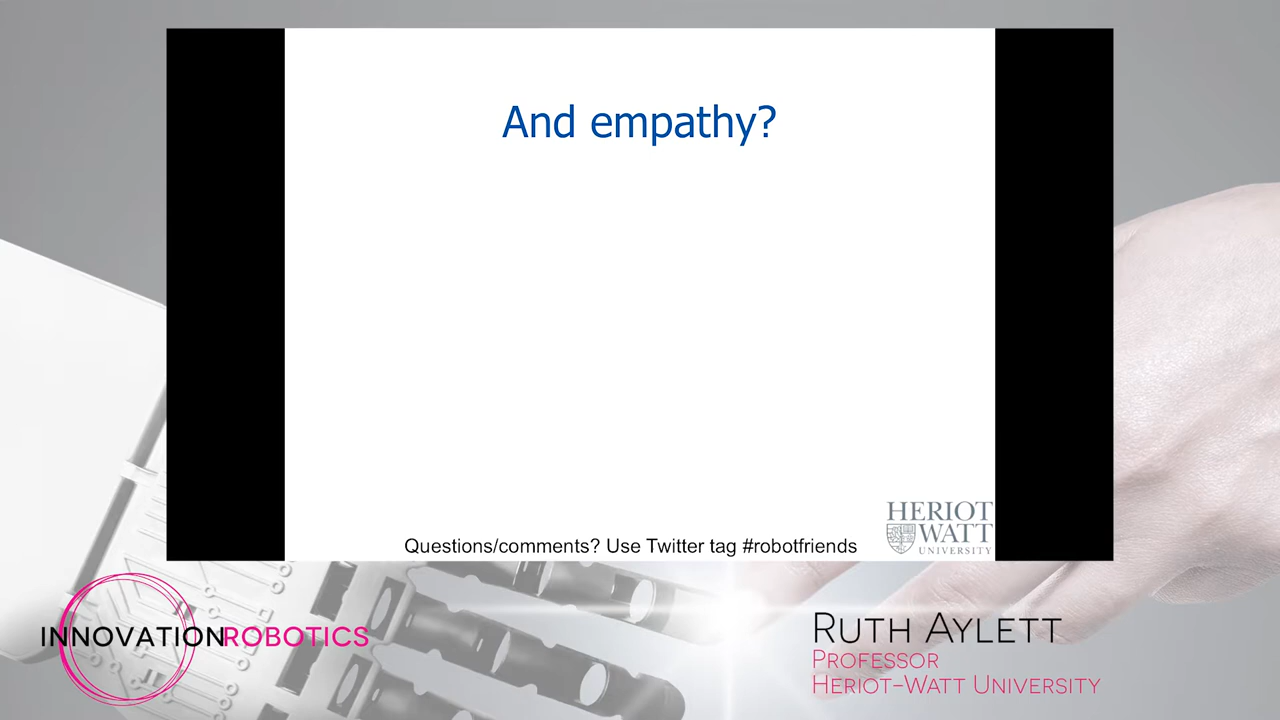 And empathy?
HERIOT
WATT
UNIVERSITY
Questions/comments? Use Twitter tag #robotfriends
INNOVATIONROBOTICS
RUTH AYLETT
PROFESSOR
HERIOT-WATT UNIVERSITY